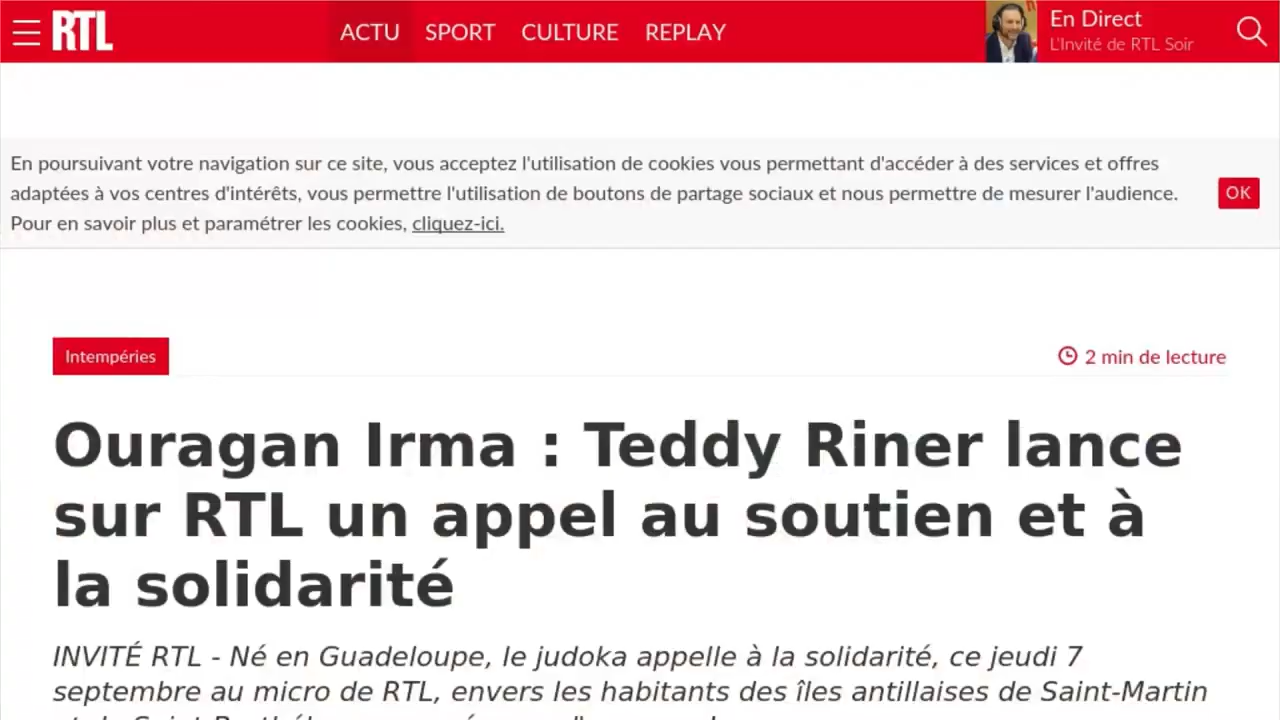 RTL
ACTU SPORT CULTURE REPLAY
En Direct
L'Invité de RTL Soir
En poursuivant votre navigation sur ce site, vous acceptez l'utilisation de cookies vous permettant d'accéder à des services et offres
adaptées à vos centres d'intérêts, vous permettre l'utilisation de boutons de partage sociaux et nous permettre de mesurer l'audience.
Pour en savoir plus et paramétrer les cookies, cliquez-ici.
OK
Intempéries
2 min de lecture
Ouragan Irma : Teddy Riner lance
sur RTL un appel au soutien et à
la solidarité
INVITÉ RTL - Né en Guadeloupe, le judoka appelle à la solidarité, ce jeudi 7
septembre au micro de RTL, envers les habitants des îles antillaises de Saint-Martin